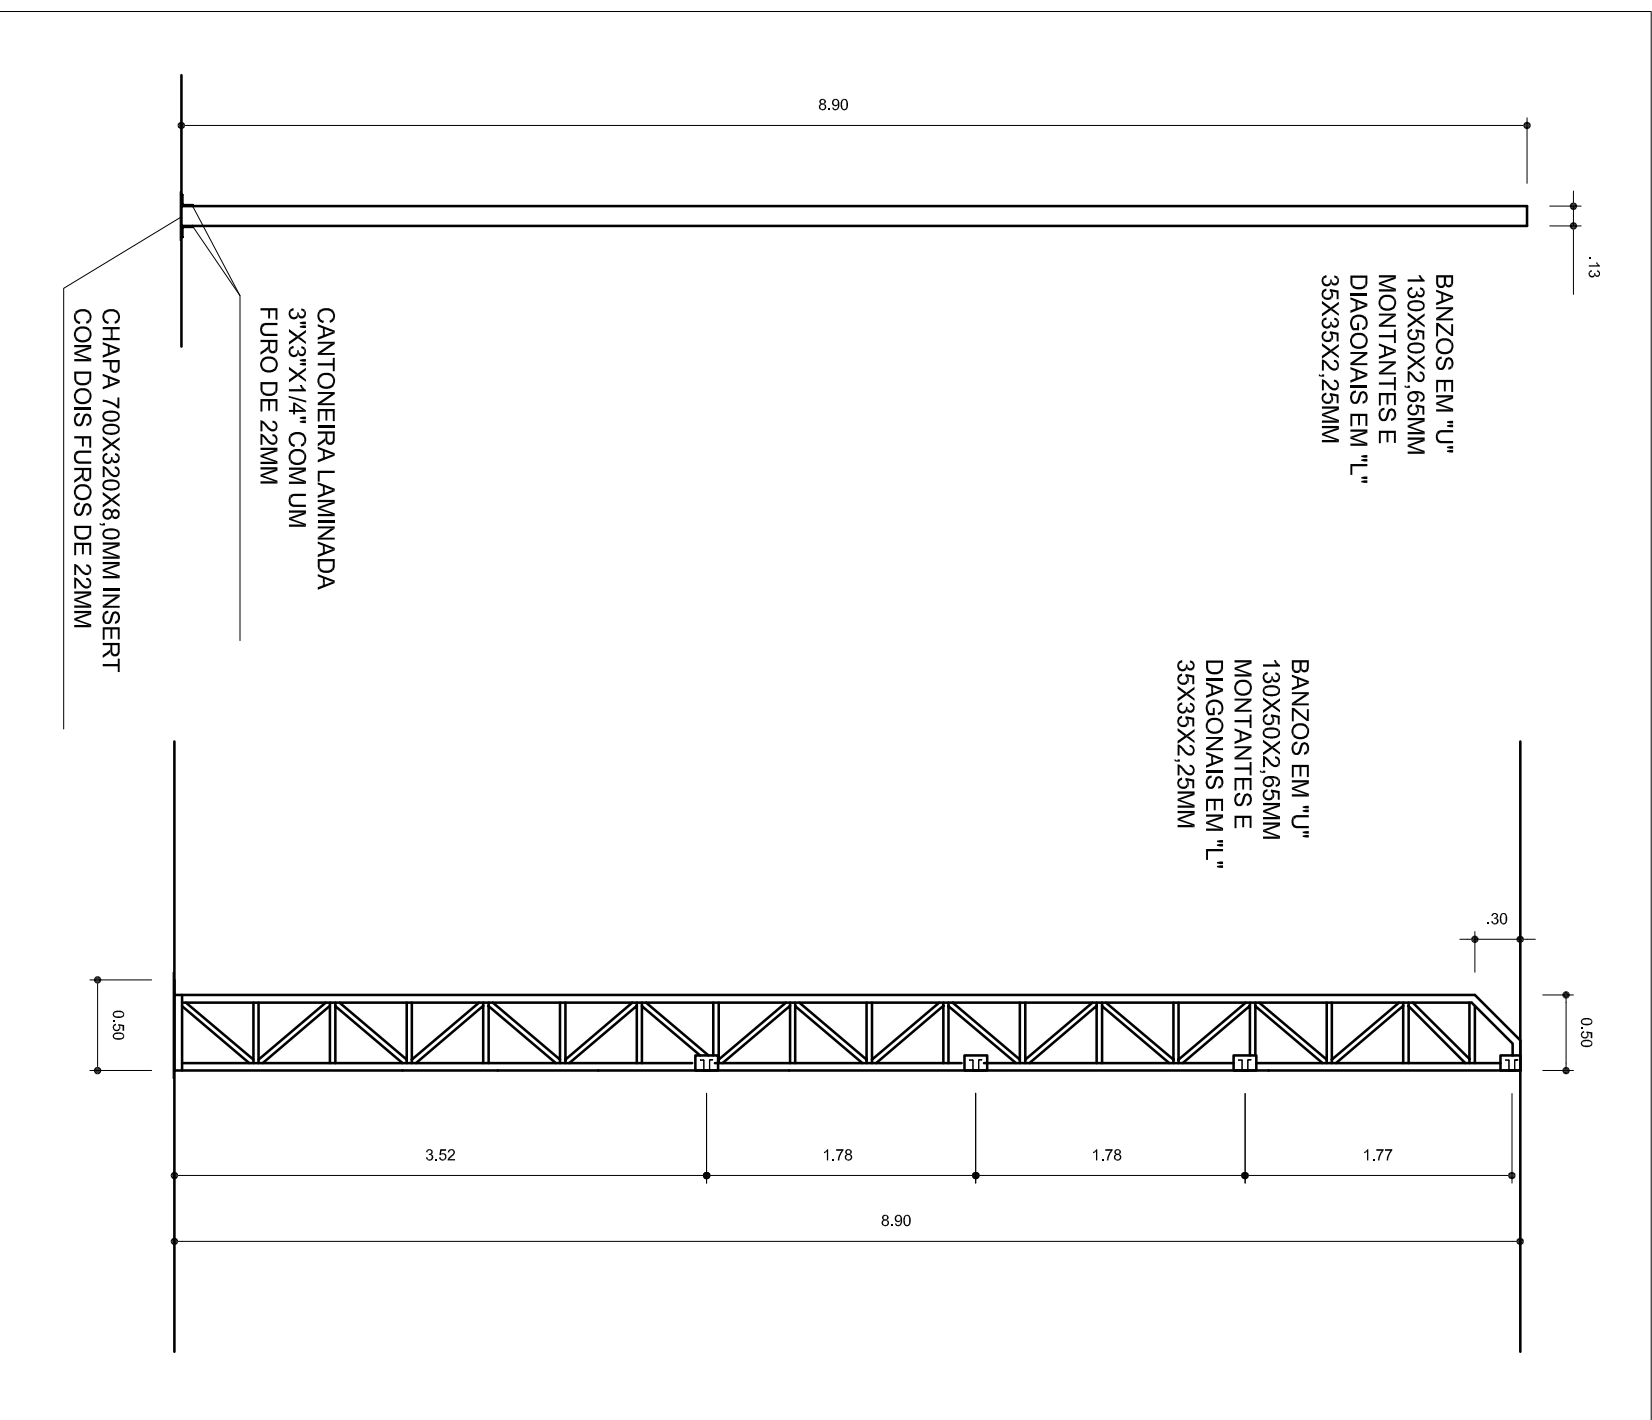 8.90
.13
BANZOS EM "U"
130X50X2,65MM
MONTANTES E
DIAGONAIS EM "L"
35X35X2,25MM
CANTONEIRA LAMINADA
3"X3"X1/4" COM UM
FURO DE 22MM
CHAPA 700X320X8,0MM INSERT
COM DOIS FUROS DE 22MM
BANZOS EM "U"
130X50X2,65MM
MONTANTES E
DIAGONAIS EM "L"
35X35X2,25MM
.30
0.50
0.50
3.52
1.78
1.78
1.77
8.90